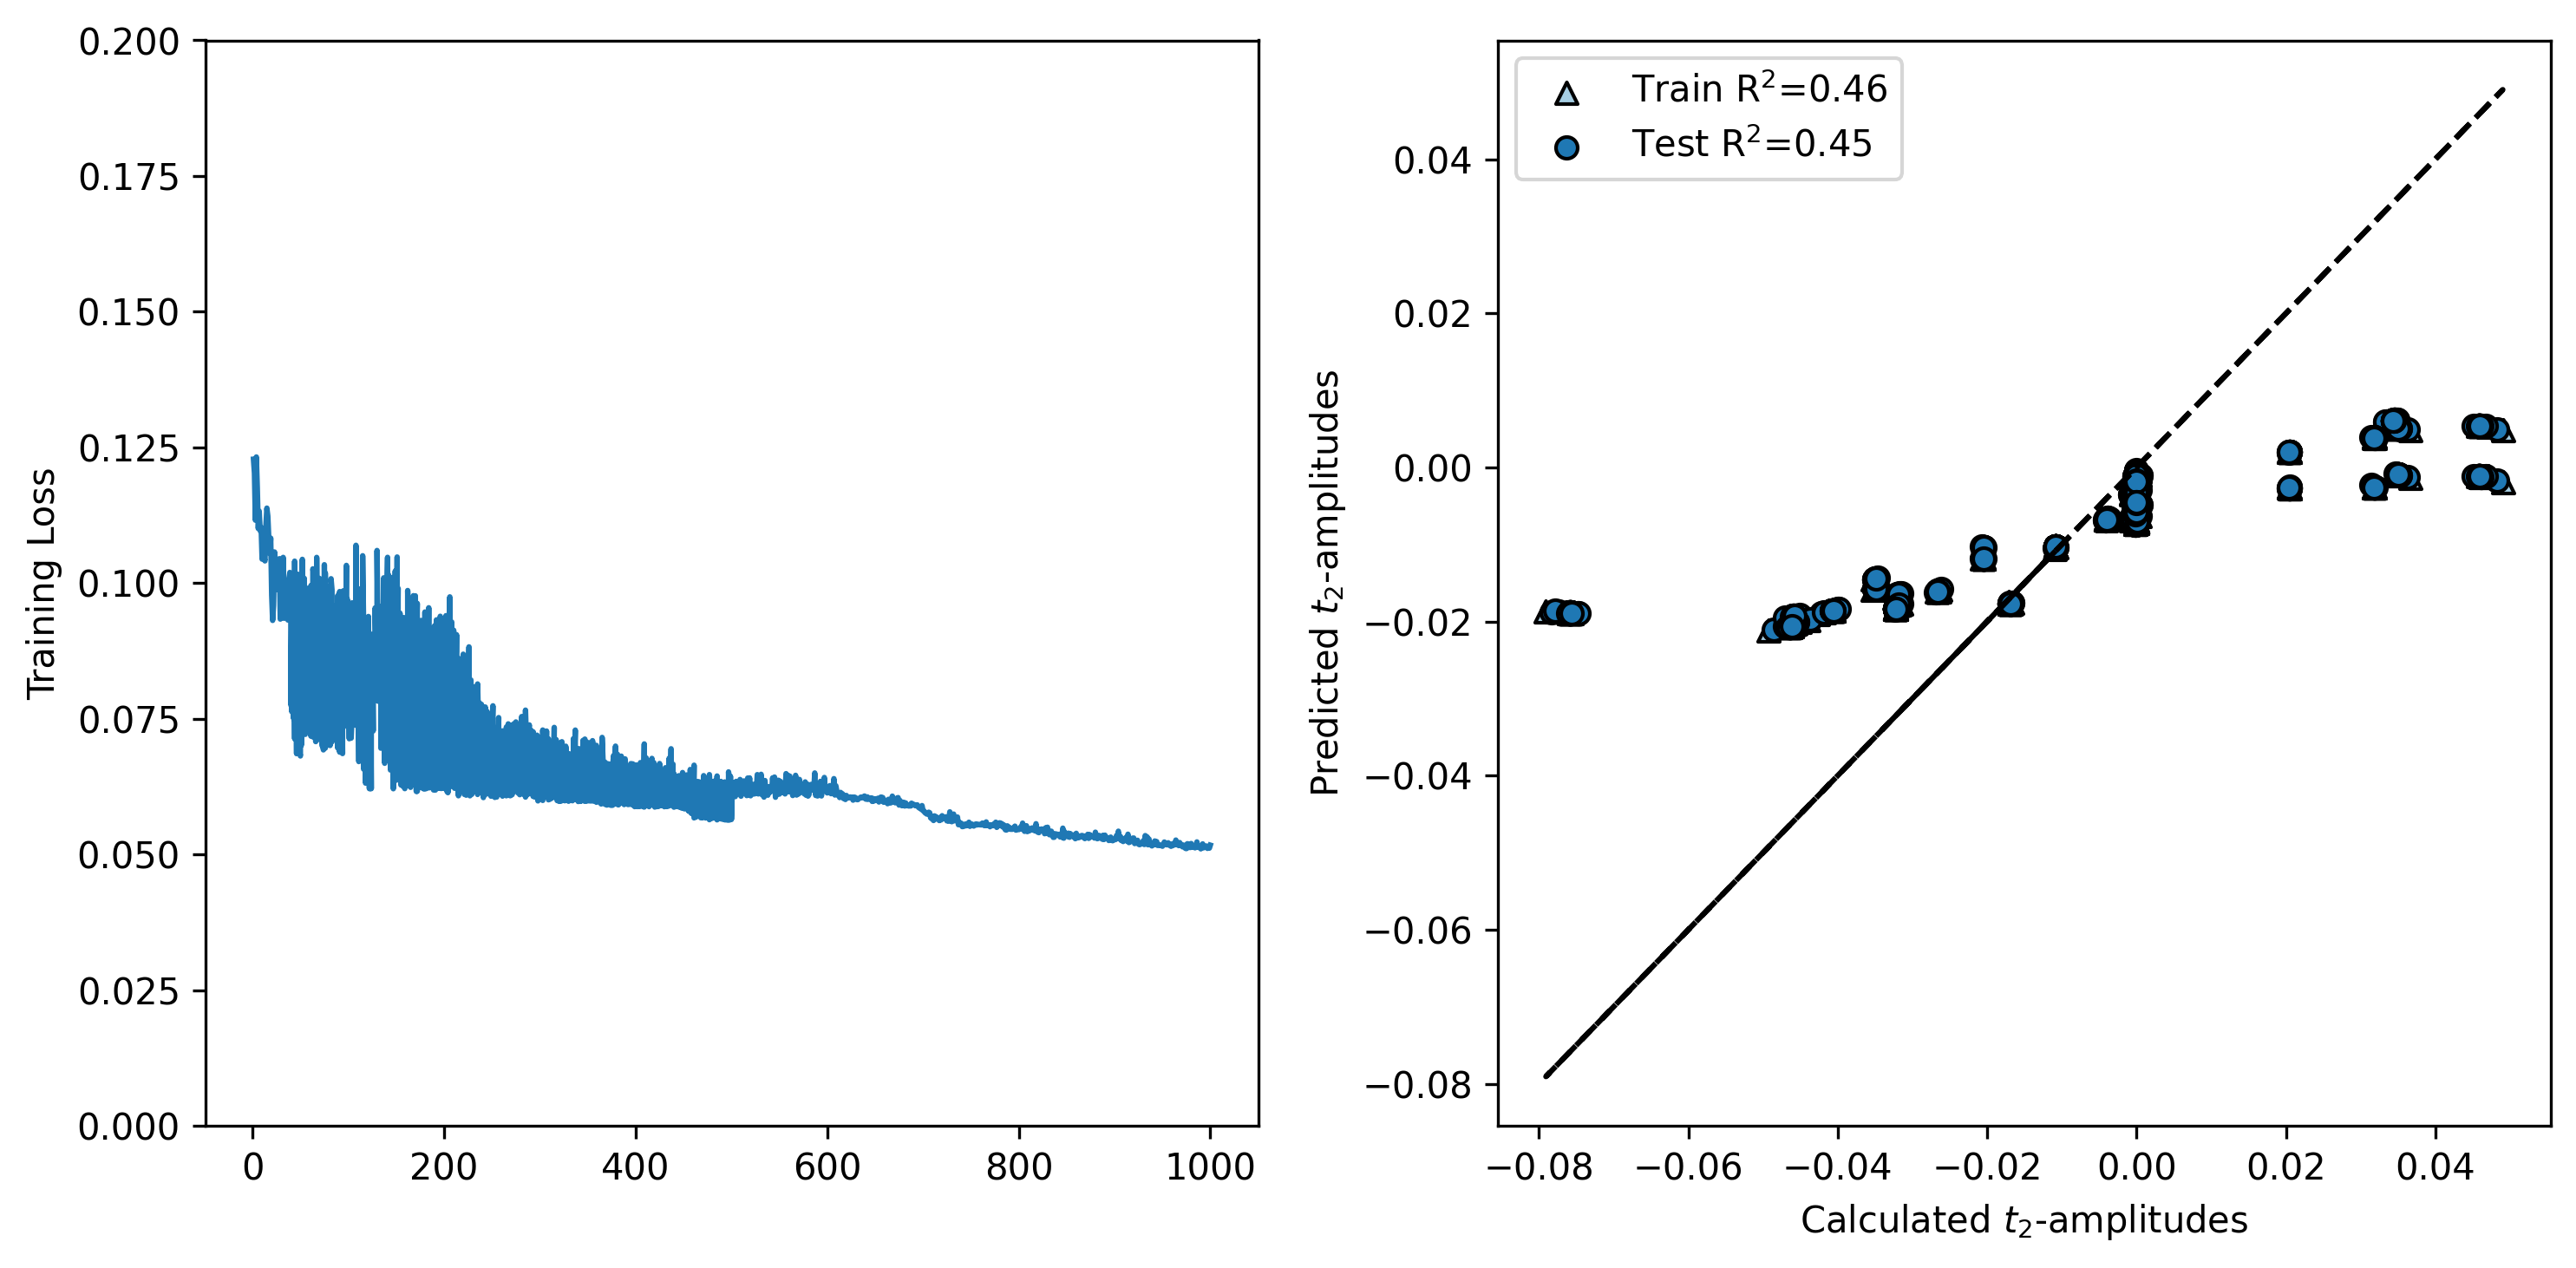 0.200
0.175
0.150
0.125
0.100
0.075
0.050
0.025
0.000
Training Loss
0 200 400 600 800 1000
Train R²=0.46
Test R²=0.45
0.04
0.02
0.00
−0.02
−0.04
−0.06
−0.08
Predicted t₂-amplitudes
−0.08 −0.06 −0.04 −0.02 0.00 0.02 0.04
Calculated t₂-amplitudes